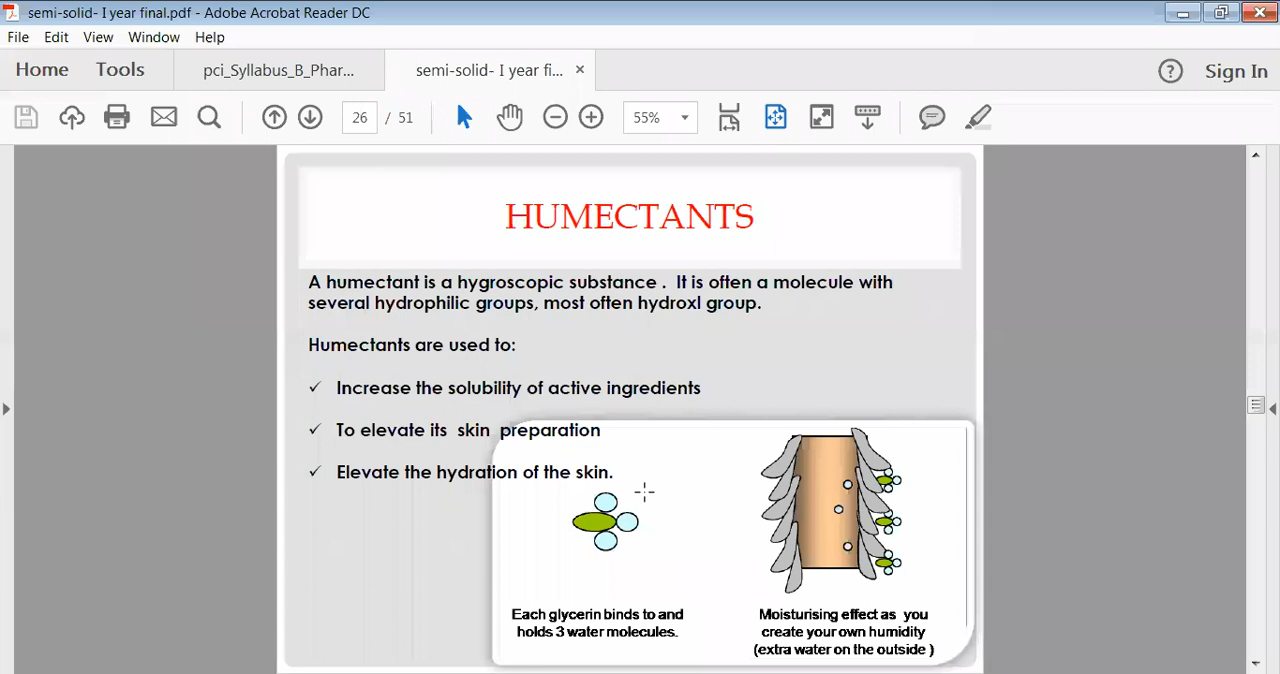 semi-solid- I year final.pdf - Adobe Acrobat Reader DC
File Edit View Window Help
Home Tools pci_Syllabus_B_Phar... semi-solid- I year fi... × ? Sign In
26 / 51 55%
HUMECTANTS
A humectant is a hygroscopic substance . It is often a molecule with
several hydrophilic groups, most often hydroxl group.
Humectants are used to:
✓ Increase the solubility of active ingredients
✓ To elevate its skin preparation
✓ Elevate the hydration of the skin.
Each glycerin binds to and
holds 3 water molecules.
Moisturising effect as you
create your own humidity
(extra water on the outside )